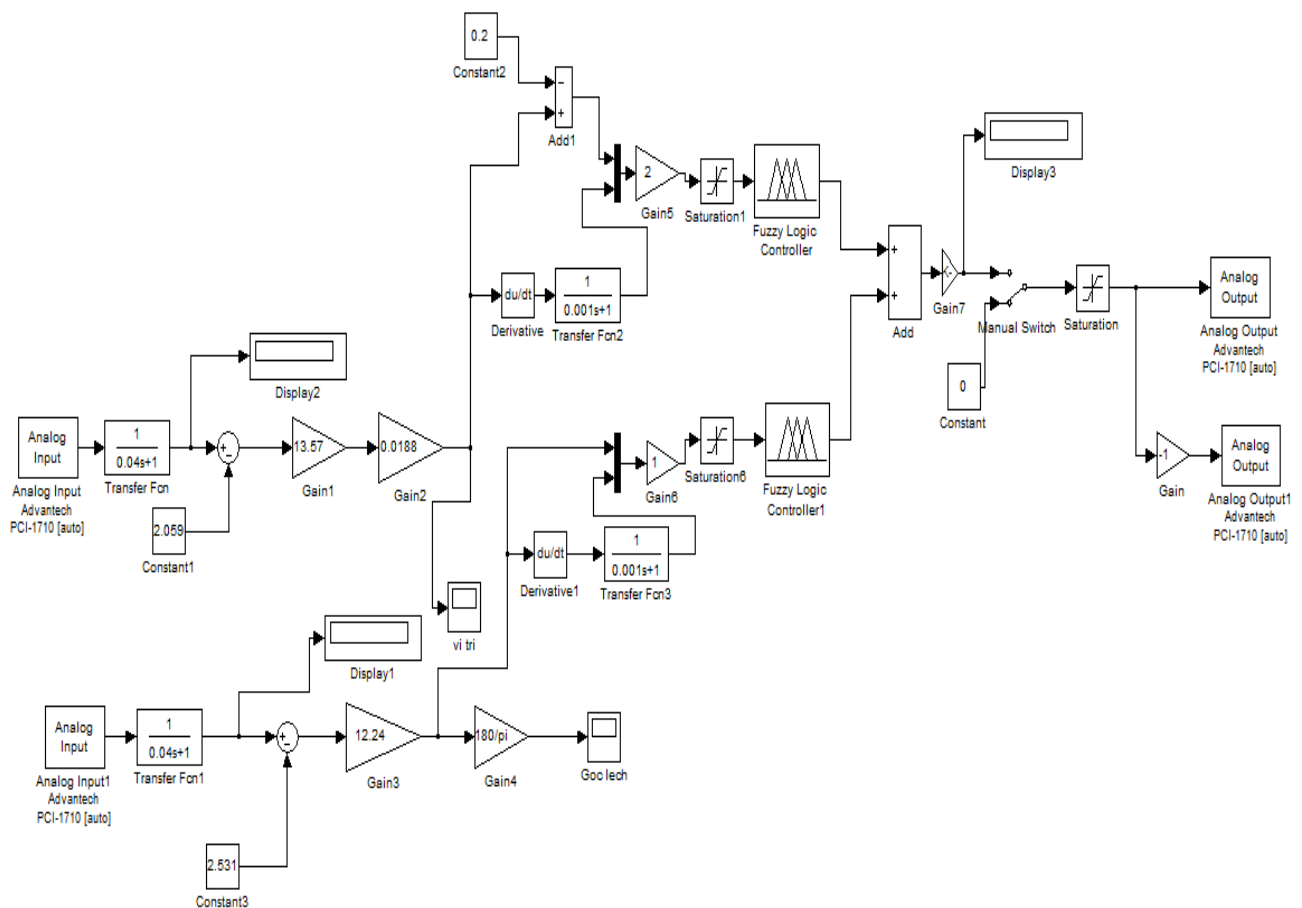 0.2
Constant2
−
+
Add1
2
Gain5
Saturation1
Fuzzy Logic
Controller
Display3
du/dt
Derivative
1
0.001s+1
Transfer Fcn2
+
+
Add
Gain7
Manual Switch
Saturation
Analog
Output
Analog Output
Advantech
PCI-1710 [auto]
0
Constant
Display2
Analog
Input
Analog Input
Advantech
PCI-1710 [auto]
1
0.04s+1
Transfer Fcn
+
−
2.059
Constant1
13.57
Gain1
0.0188
Gain2
1
Gain6
Saturation6
Fuzzy Logic
Controller1
-1
Gain
Analog
Output
Analog Output1
Advantech
PCI-1710 [auto]
du/dt
Derivative1
1
0.001s+1
Transfer Fcn3
vi tri
Display1
Analog
Input
Analog Input1
Advantech
PCI-1710 [auto]
1
0.04s+1
Transfer Fcn1
+
−
12.24
Gain3
180/pi
Gain4
Goc lech
2.531
Constant3